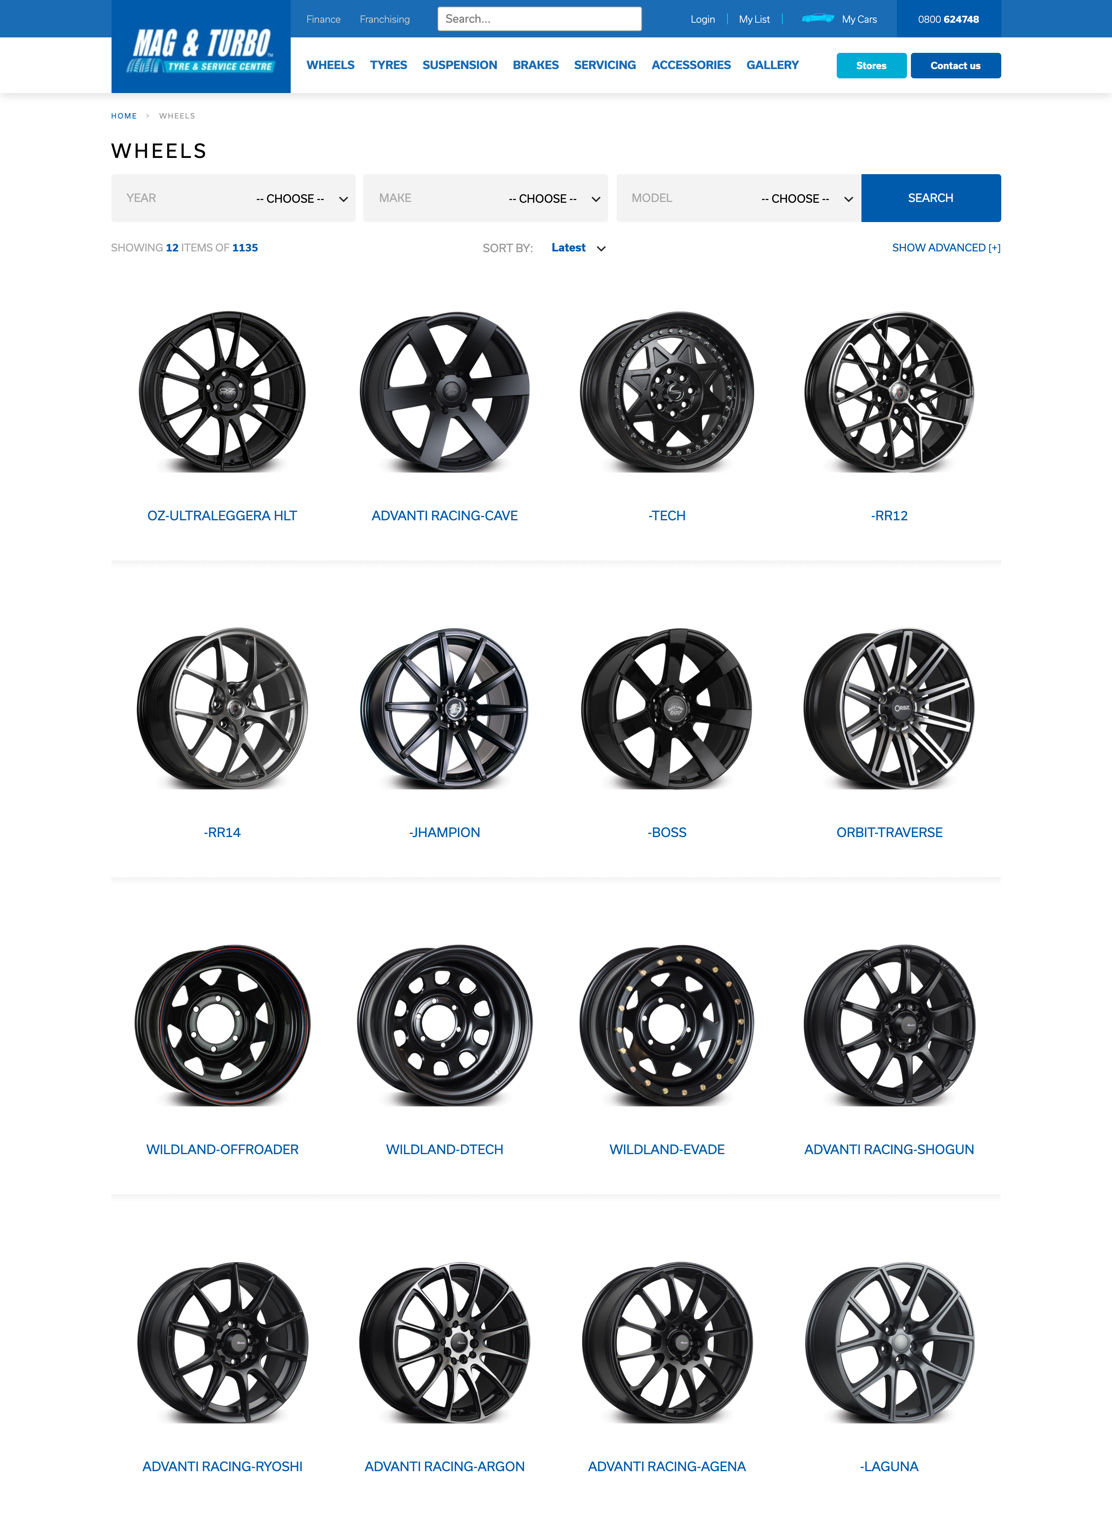 Finance Franchising Search... Login My List My Cars 0800 624748
MAG & TURBO
TYRE & SERVICE CENTRE
WHEELS TYRES SUSPENSION BRAKES SERVICING ACCESSORIES GALLERY Stores Contact us
HOME › WHEELS
WHEELS
YEAR -- CHOOSE -- MAKE -- CHOOSE -- MODEL -- CHOOSE -- SEARCH
SHOWING 12 ITEMS OF 1135 SORT BY: Latest SHOW ADVANCED [+]
OZ-ULTRALEGGERA HLT ADVANTI RACING-CAVE -TECH -RR12
ORBIT
-RR14 -JHAMPION -BOSS ORBIT-TRAVERSE
WILDLAND-OFFROADER WILDLAND-DTECH WILDLAND-EVADE ADVANTI RACING-SHOGUN
ADVANTI RACING-RYOSHI ADVANTI RACING-ARGON ADVANTI RACING-AGENA -LAGUNA